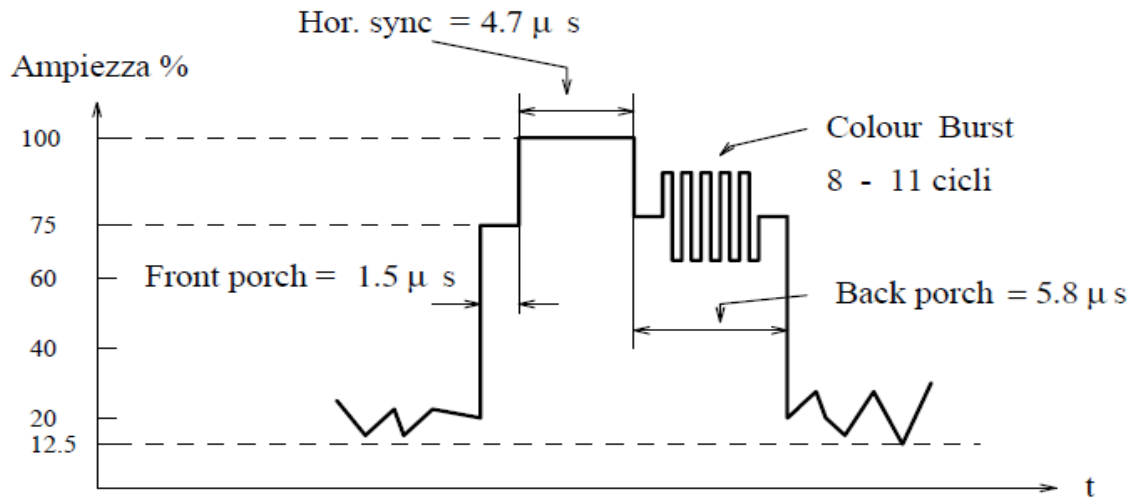 Hor. sync = 4.7 μ s
Ampiezza %
100
Colour Burst
8 - 11 cicli
75
Front porch = 1.5 μ s
60
Back porch = 5.8 μ s
40
20
12.5
t